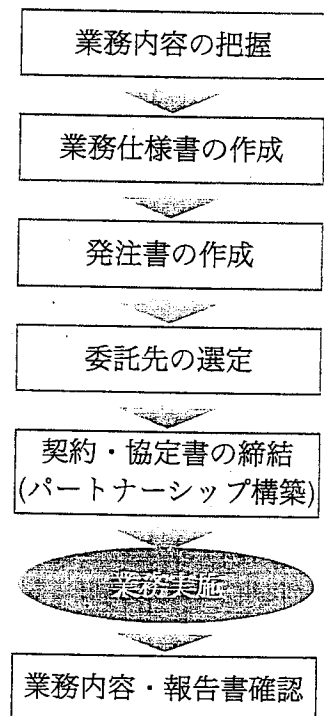 業務内容の把握
業務仕様書の作成
発注書の作成
委託先の選定
契約・協定書の締結
(パートナーシップ構築)
業務実施
業務内容・報告書確認